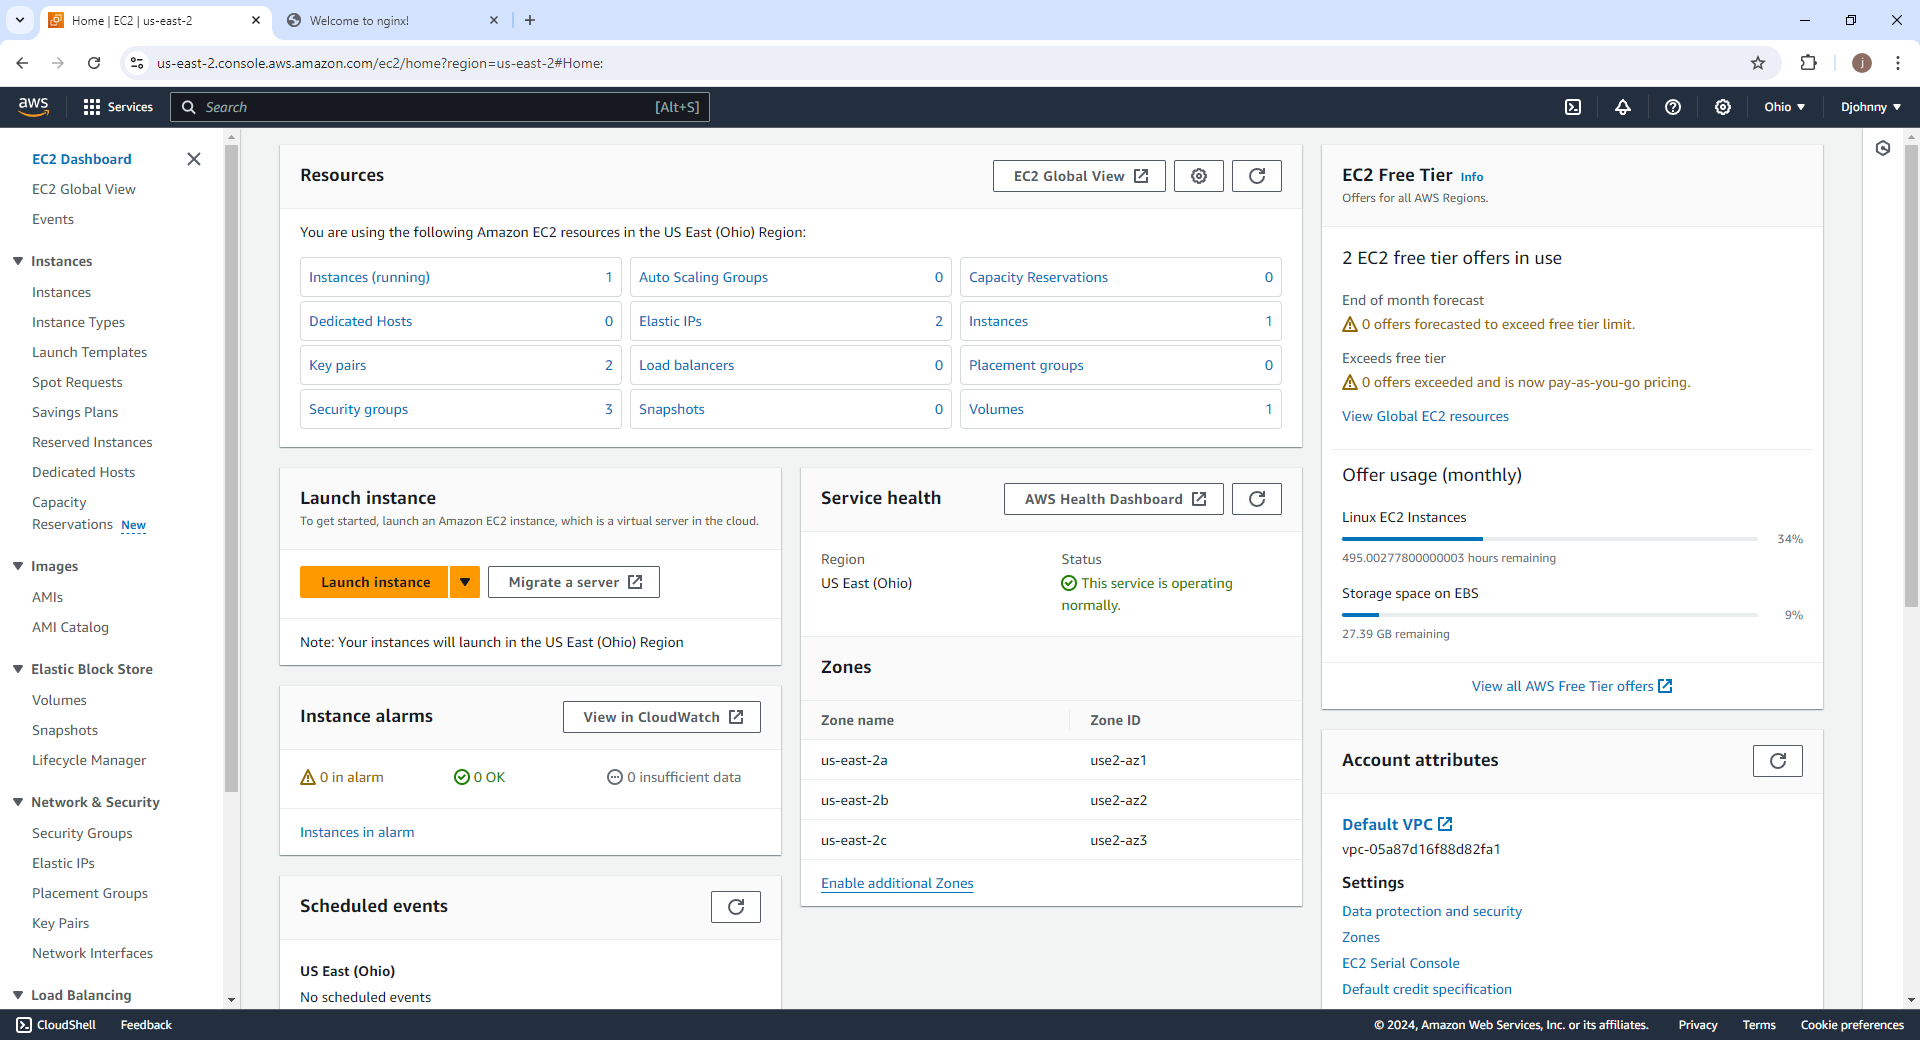 Home | EC2 | us-east-2
Welcome to nginx!
us-east-2.console.aws.amazon.com/ec2/home?region=us-east-2#Home:
j
aws
Services
Search
[Alt+S]
Ohio
Djohnny
EC2 Dashboard
EC2 Global View
Events
Instances
Instances
Instance Types
Launch Templates
Spot Requests
Savings Plans
Reserved Instances
Dedicated Hosts
Capacity
Reservations New
Images
AMIs
AMI Catalog
Elastic Block Store
Volumes
Snapshots
Lifecycle Manager
Network & Security
Security Groups
Elastic IPs
Placement Groups
Key Pairs
Network Interfaces
Load Balancing
Resources
EC2 Global View
You are using the following Amazon EC2 resources in the US East (Ohio) Region:
Instances (running) 1
Auto Scaling Groups 0
Capacity Reservations 0
Dedicated Hosts 0
Elastic IPs 2
Instances 1
Key pairs 2
Load balancers 0
Placement groups 0
Security groups 3
Snapshots 0
Volumes 1
Launch instance
To get started, launch an Amazon EC2 instance, which is a virtual server in the cloud.
Launch instance
Migrate a server
Note: Your instances will launch in the US East (Ohio) Region
Instance alarms
View in CloudWatch
0 in alarm
0 OK
0 insufficient data
Instances in alarm
Scheduled events
US East (Ohio)
No scheduled events
Service health
AWS Health Dashboard
Region
US East (Ohio)
Status
This service is operating
normally.
Zones
Zone name
Zone ID
us-east-2a
use2-az1
us-east-2b
use2-az2
us-east-2c
use2-az3
Enable additional Zones
EC2 Free Tier Info
Offers for all AWS Regions.
2 EC2 free tier offers in use
End of month forecast
0 offers forecasted to exceed free tier limit.
Exceeds free tier
0 offers exceeded and is now pay-as-you-go pricing.
View Global EC2 resources
Offer usage (monthly)
Linux EC2 Instances
34%
495.00277800000003 hours remaining
Storage space on EBS
9%
27.39 GB remaining
View all AWS Free Tier offers
Account attributes
Default VPC
vpc-05a87d16f88d82fa1
Settings
Data protection and security
Zones
EC2 Serial Console
Default credit specification
CloudShell
Feedback
© 2024, Amazon Web Services, Inc. or its affiliates.
Privacy
Terms
Cookie preferences